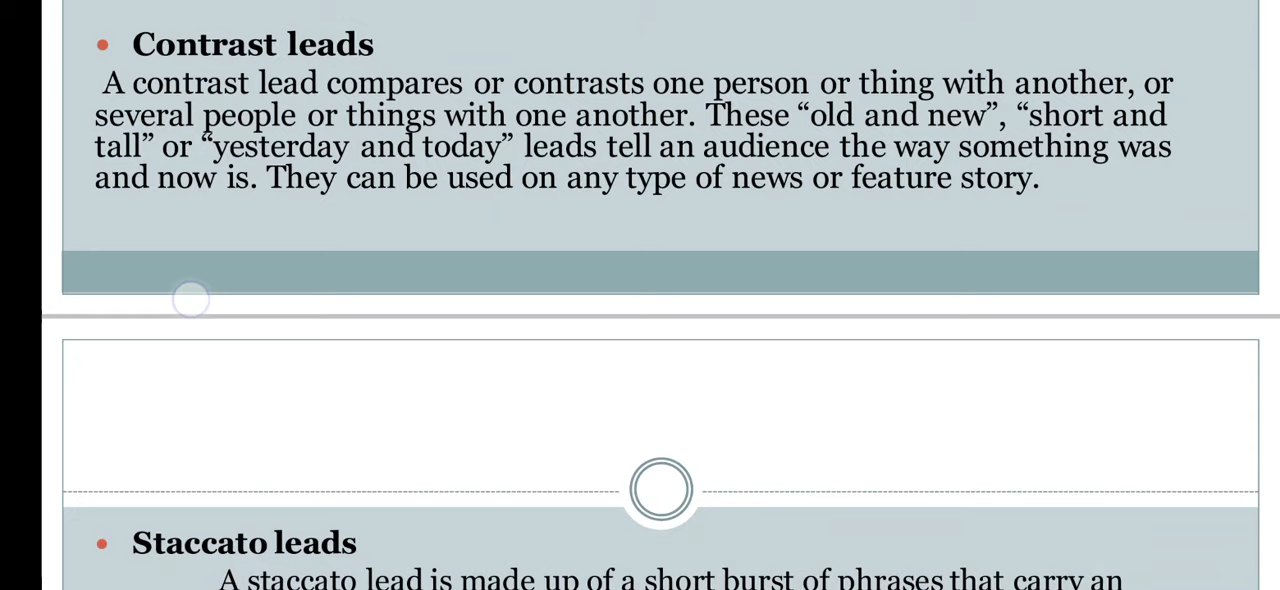 • Contrast leads
A contrast lead compares or contrasts one person or thing with another, or
several people or things with one another. These “old and new”, “short and
tall” or “yesterday and today” leads tell an audience the way something was
and now is. They can be used on any type of news or feature story.
• Staccato leads
A staccato lead is made up of a short burst of phrases that carry an